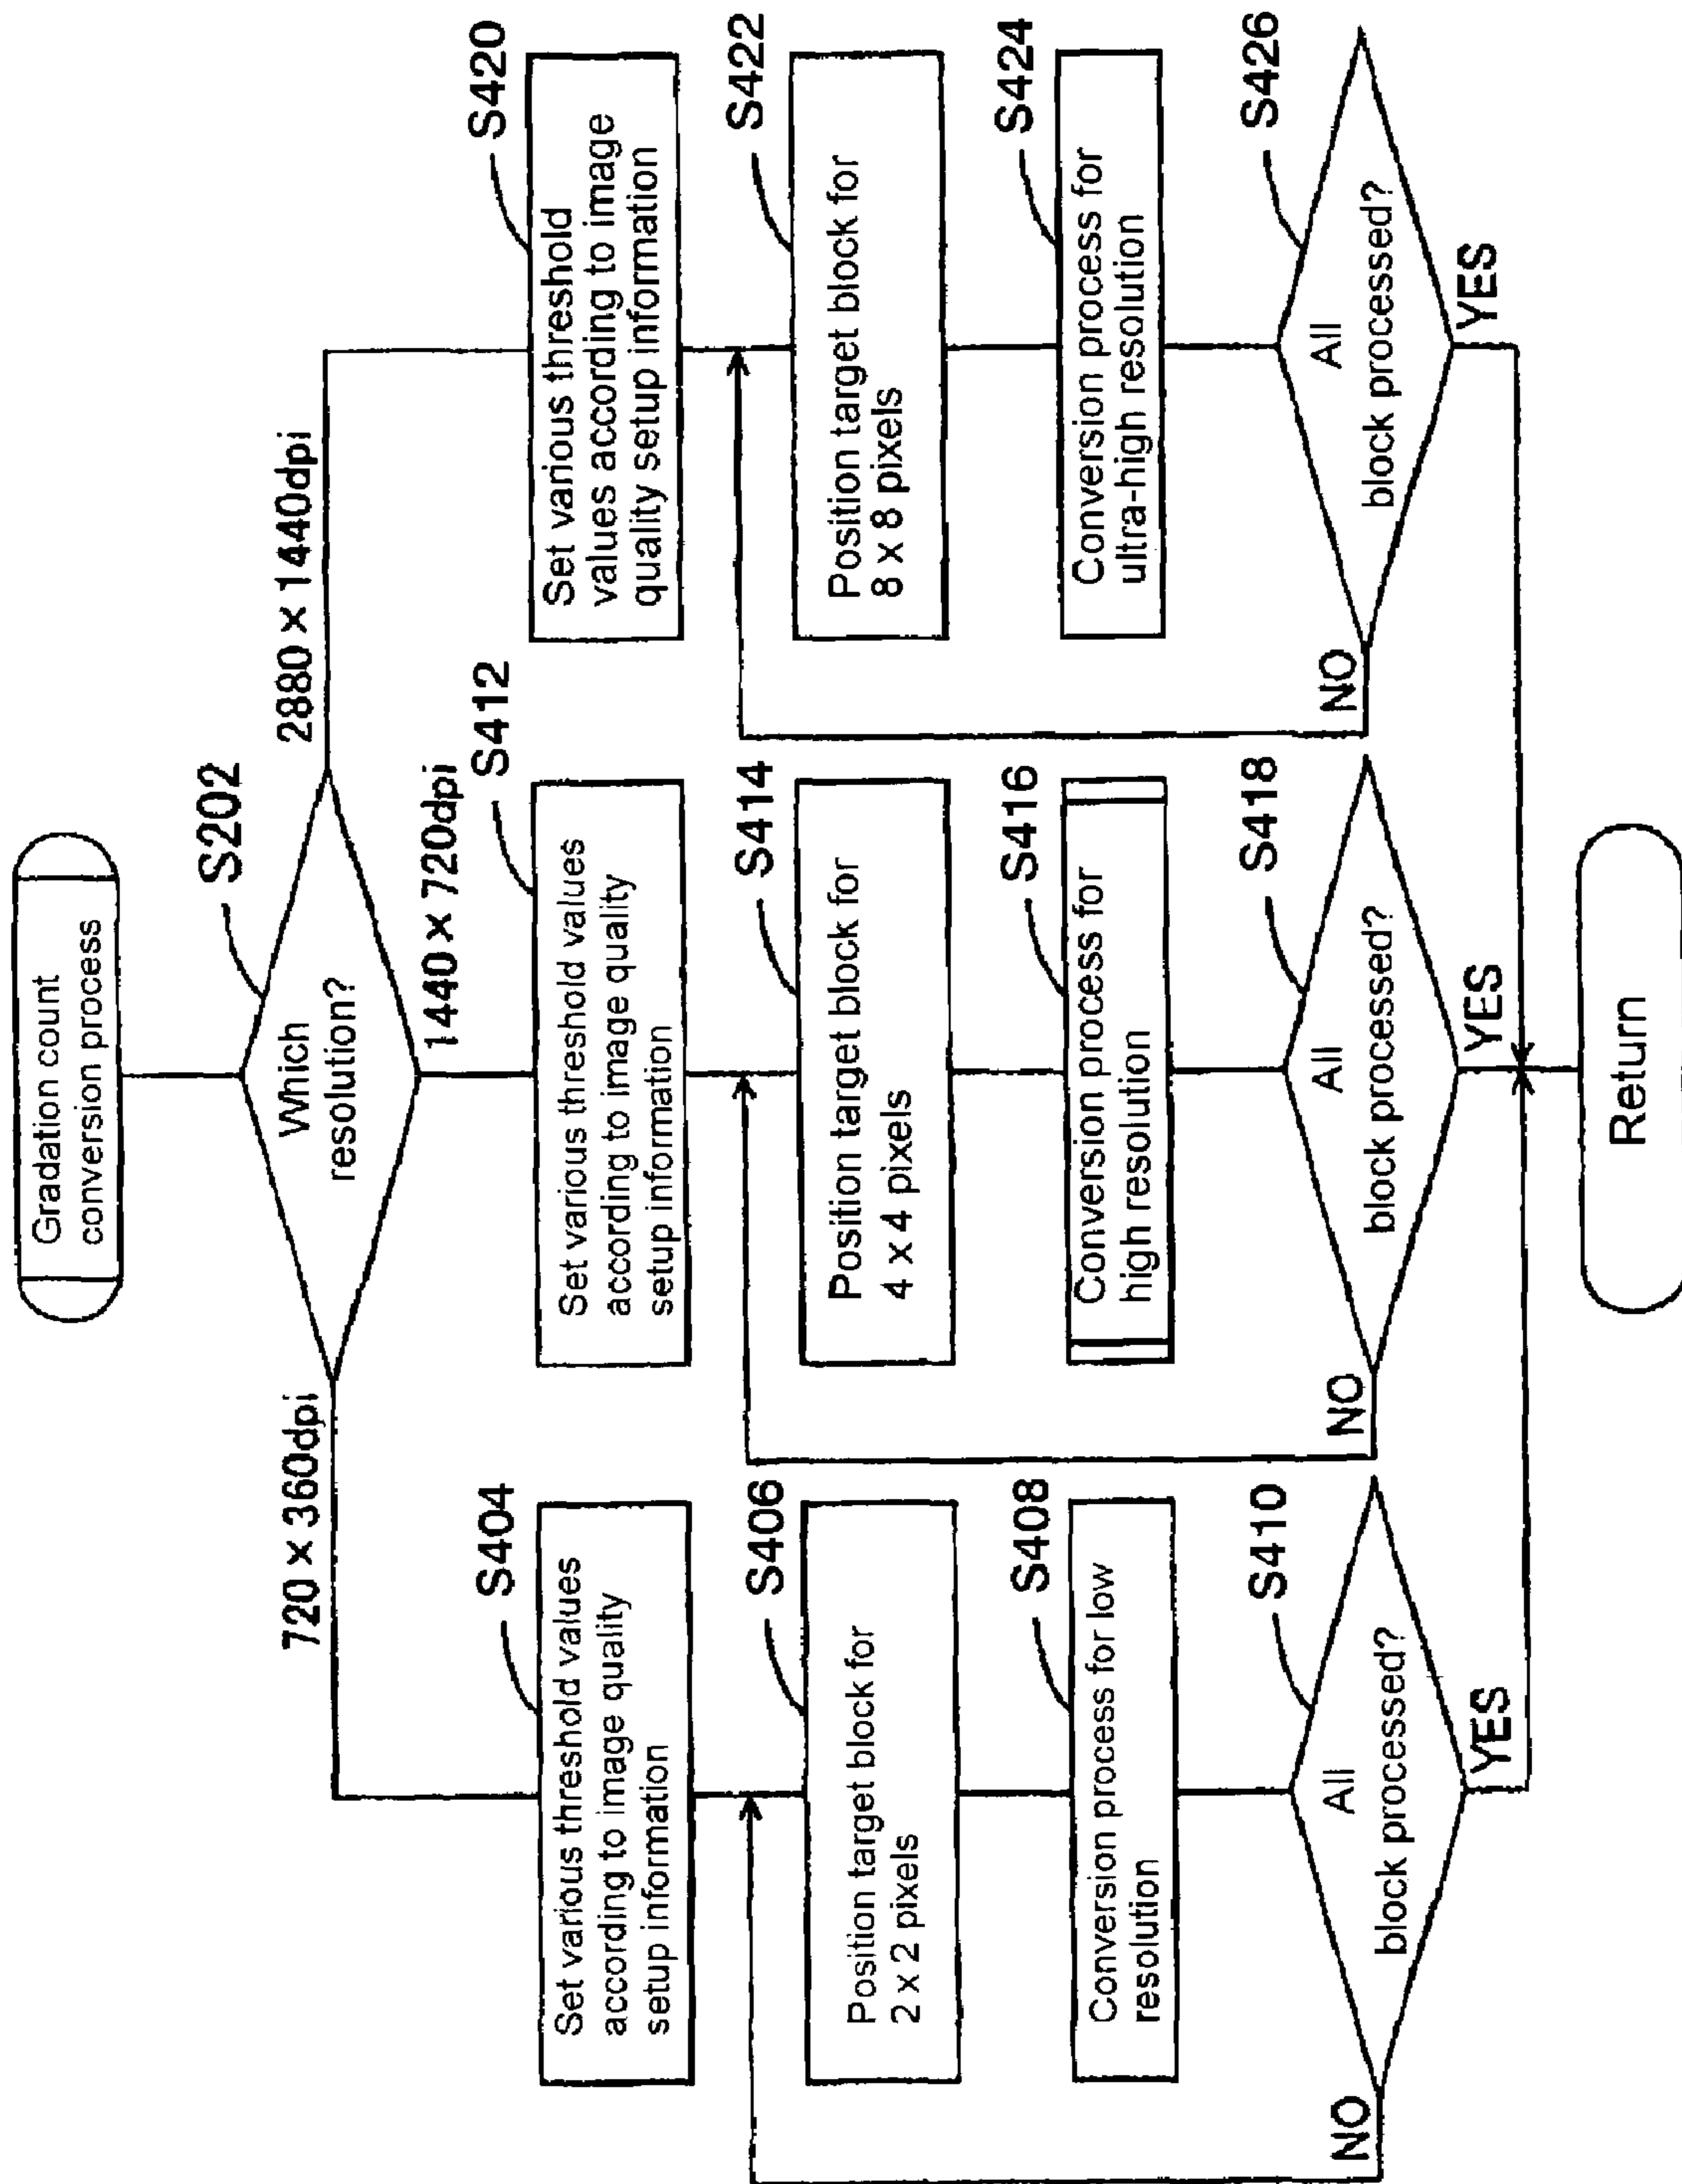 Gradation count
conversion process
S202
Which
resolution?
720 × 360dpi
1440 × 720dpi
2880 × 1440dpi
S404
Set various threshold values
according to image quality
setup information
S406
Position target block for
2 x 2 pixels
S408
Conversion process for low
resolution
S410
All
block processed?
NO
YES
S412
Set various threshold values
according to image quality
setup information
S414
Position target block for
4 x 4 pixels
S416
Conversion process for
high resolution
S418
All
block processed?
NO
YES
S420
Set various threshold
values according to image
quality setup information
S422
Position target block for
8 x 8 pixels
S424
Conversion process for
ultra-high resolution
S426
All
block processed?
NO
YES
Return